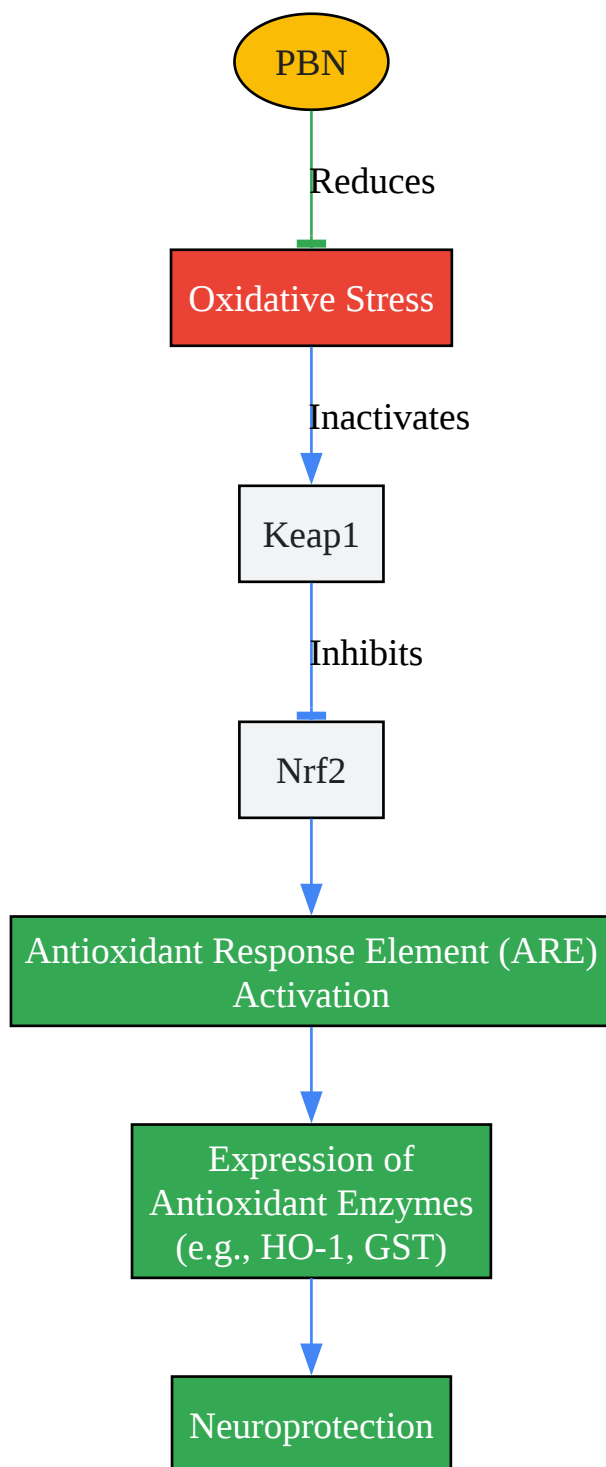 PBN
Reduces
Oxidative Stress
Inactivates
Keap1
Inhibits
Nrf2
Antioxidant Response Element (ARE)
Activation
Expression of
Antioxidant Enzymes
(e.g., HO-1, GST)
Neuroprotection